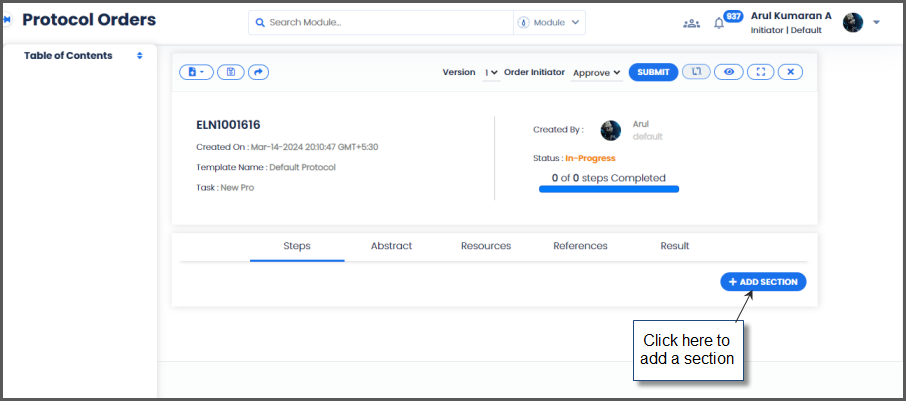 Protocol Orders
Search Module...
Module
937
Arul Kumaran A
Initiator | Default
Table of Contents
Version 1 Order Initiator Approve SUBMIT
ELN1001616
Created On : Mar-14-2024 20:10:47 GMT+5:30
Template Name : Default Protocol
Task : New Pro
Created By :
Arul
default
Status : In-Progress
0 of 0 steps Completed
Steps Abstract Resources References Result
+ ADD SECTION
Click here to
add a section